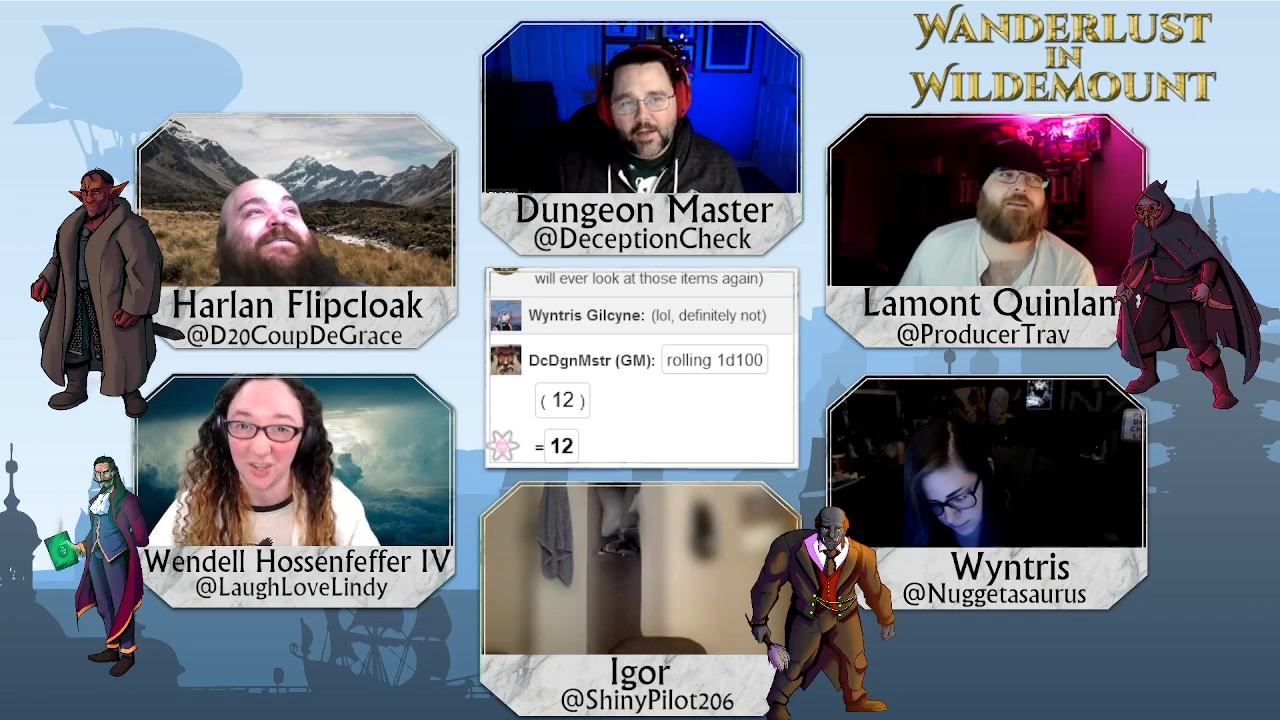 WANDERLUST
IN
WILDEMOUNT
Dungeon Master
@DeceptionCheck
Harlan Flipcloak
@D20CoupDeGrace
Lamont Quinlan
@ProducerTrav
will ever look at those items again)
Wyntris Gilcyne: (lol, definitely not)
DcDgnMstr (GM): rolling 1d100
( 12 )
= 12
Wendell Hossenfeffer IV
@LaughLoveLindy
Wyntris
@Nuggetasaurus
Igor
@ShinyPilot206